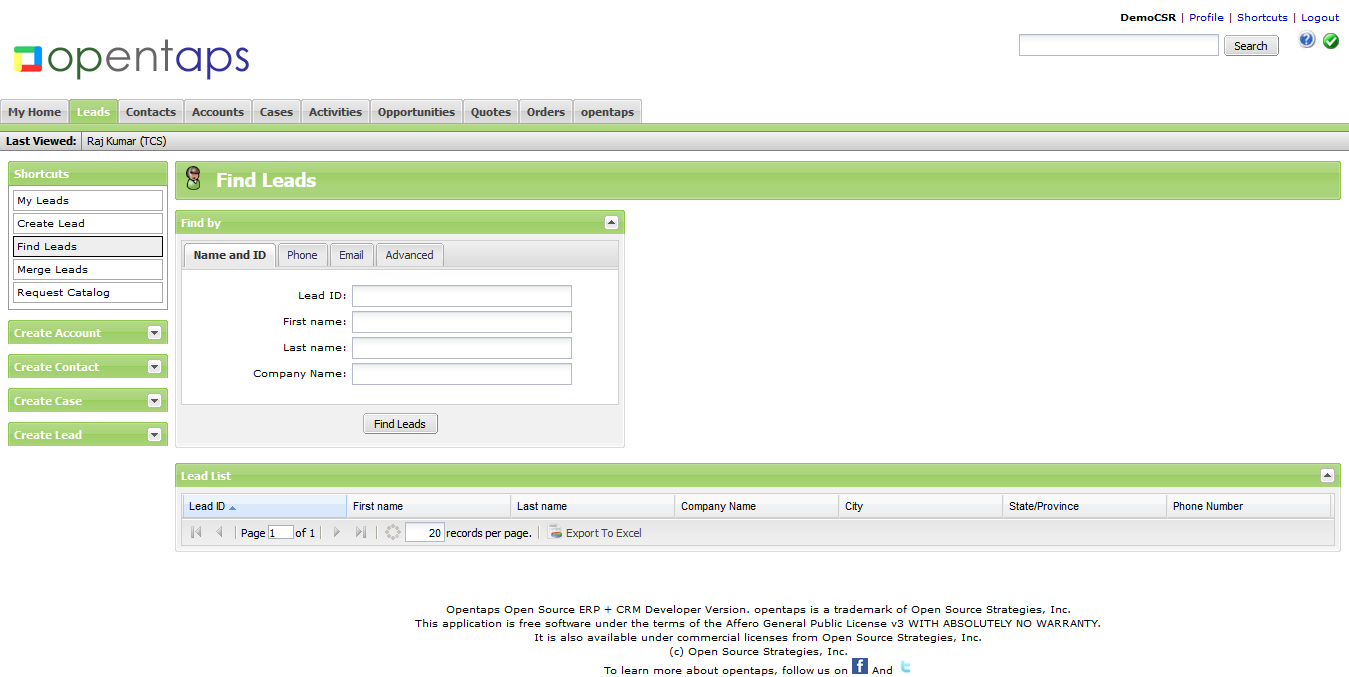 DemoCSR | Profile | Shortcuts | Logout
opentaps
Search
My Home Leads Contacts Accounts Cases Activities Opportunities Quotes Orders opentaps
Last Viewed: Raj Kumar (TCS)
Shortcuts
My Leads
Create Lead
Find Leads
Merge Leads
Request Catalog
Create Account
Create Contact
Create Case
Create Lead
Find Leads
Find by
Name and ID Phone Email Advanced
Lead ID:
First name:
Last name:
Company Name:
Find Leads
Lead List
Lead ID First name Last name Company Name City State/Province Phone Number
Page 1 of 1 20 records per page. Export To Excel
Opentaps Open Source ERP + CRM Developer Version. opentaps is a trademark of Open Source Strategies, Inc.
This application is free software under the terms of the Affero General Public License v3 WITH ABSOLUTELY NO WARRANTY.
It is also available under commercial licenses from Open Source Strategies, Inc.
(c) Open Source Strategies, Inc.
To learn more about opentaps, follow us on f And t